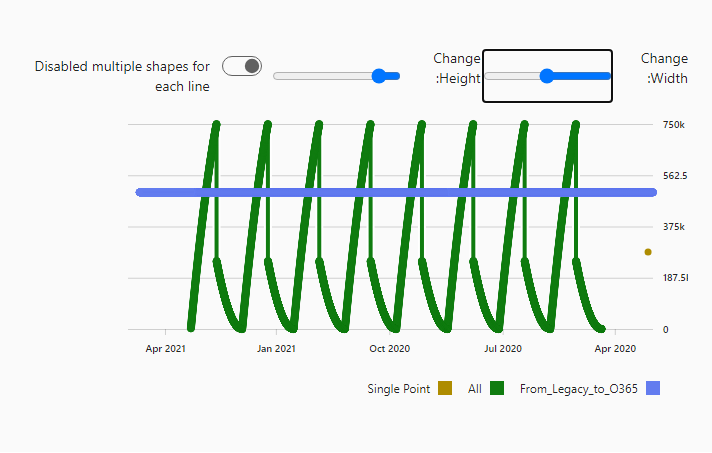 Disabled multiple shapes for
each line
Change
:Height
Change
:Width
750k
562.5
375k
187.5
0
Apr 2021
Jan 2021
Oct 2020
Jul 2020
Apr 2020
Single Point
All
From_Legacy_to_O365